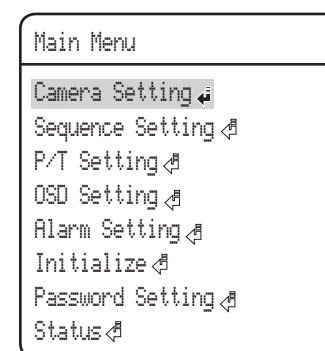 Main Menu
Camera Setting
Sequence Setting
P/T Setting
OSD Setting
Alarm Setting
Initialize
Password Setting
Status